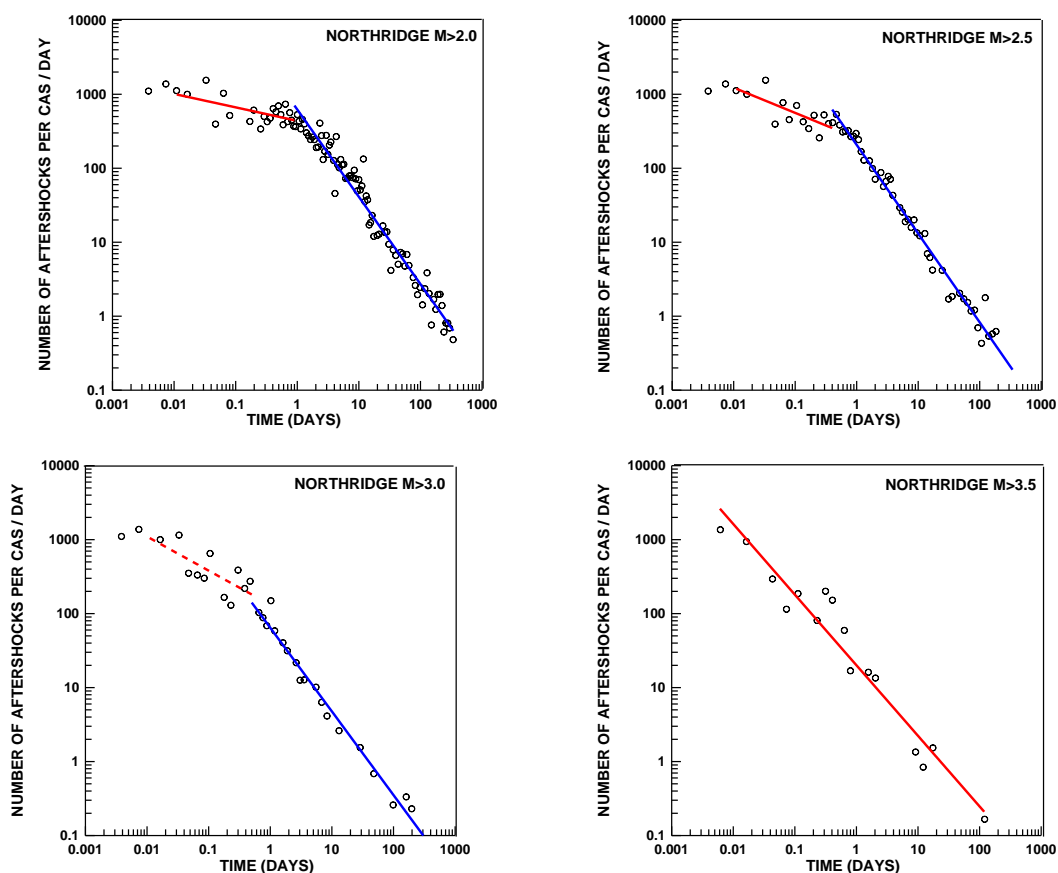 NORTHRIDGE M>2.0
NUMBER OF AFTERSHOCKS PER CAS / DAY
10000
1000
100
10
1
0.1
0.001 0.01 0.1 1 10 100 1000
TIME (DAYS)
NORTHRIDGE M>2.5
NUMBER OF AFTERSHOCKS PER CAS / DAY
10000
1000
100
10
1
0.1
0.001 0.01 0.1 1 10 100 1000
TIME (DAYS)
NORTHRIDGE M>3.0
NUMBER OF AFTERSHOCKS PER CAS / DAY
10000
1000
100
10
1
0.1
0.001 0.01 0.1 1 10 100 1000
TIME (DAYS)
NORTHRIDGE M>3.5
NUMBER OF AFTERSHOCKS PER CAS / DAY
10000
1000
100
10
1
0.1
0.001 0.01 0.1 1 10 100 1000
TIME (DAYS)